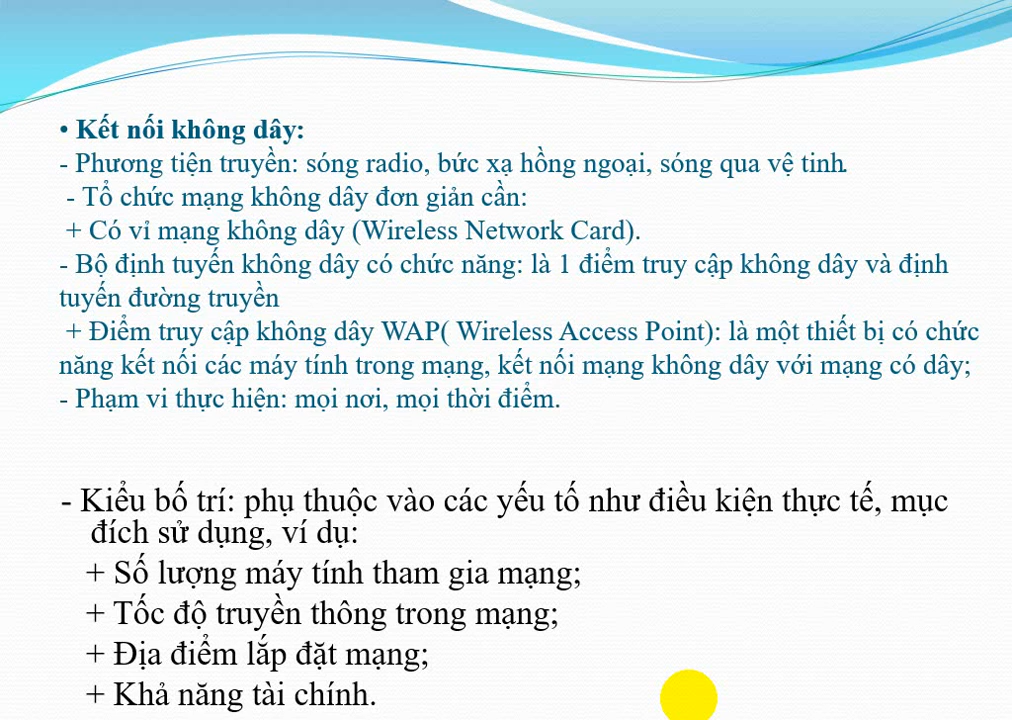 • Kết nối không dây:
- Phương tiện truyền: sóng radio, bức xạ hồng ngoại, sóng qua vệ tinh.
- Tổ chức mạng không dây đơn giản cần:
+ Có vỉ mạng không dây (Wireless Network Card).
- Bộ định tuyến không dây có chức năng: là 1 điểm truy cập không dây và định
tuyến đường truyền
+ Điểm truy cập không dây WAP( Wireless Access Point): là một thiết bị có chức
năng kết nối các máy tính trong mạng, kết nối mạng không dây với mạng có dây;
- Phạm vi thực hiện: mọi nơi, mọi thời điểm.
- Kiểu bố trí: phụ thuộc vào các yếu tố như điều kiện thực tế, mục
đích sử dụng, ví dụ:
+ Số lượng máy tính tham gia mạng;
+ Tốc độ truyền thông trong mạng;
+ Địa điểm lắp đặt mạng;
+ Khả năng tài chính.